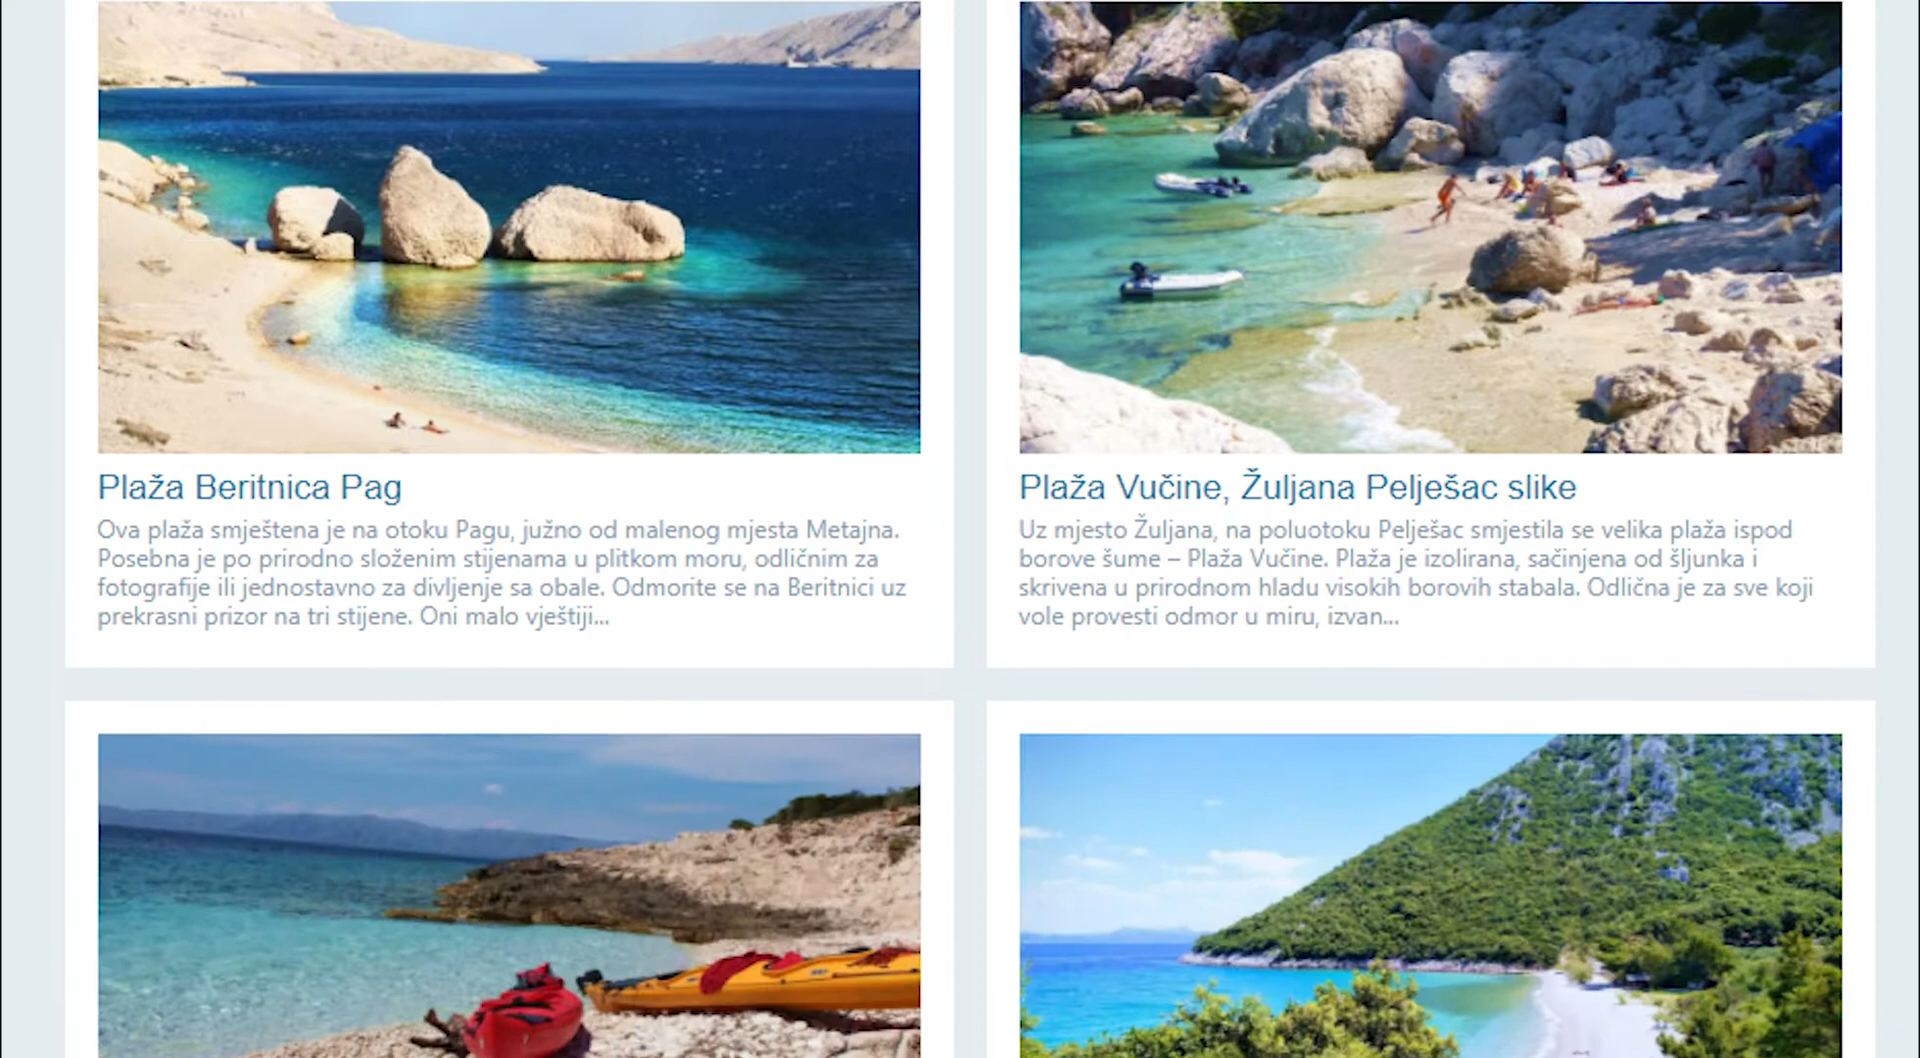 Plaža Beritnica Pag
Ova plaža smještena je na otoku Pagu, južno od malenog mjesta Metajna.
Posebna je po prirodno složenim stijenama u plitkom moru, odličnim za
fotografije ili jednostavno za divljenje sa obale. Odmorite se na Beritnici uz
prekrasni prizor na tri stijene. Oni malo vještiji...
Plaža Vučine, Žuljana Pelješac slike
Uz mjesto Žuljana, na poluotoku Pelješac smjestila se velika plaža ispod
borove šume – Plaža Vučine. Plaža je izolirana, sačinjena od šljunka i
skrivena u prirodnom hladu visokih borovih stabala. Odlična je za sve koji
vole provesti odmor u miru, izvan...